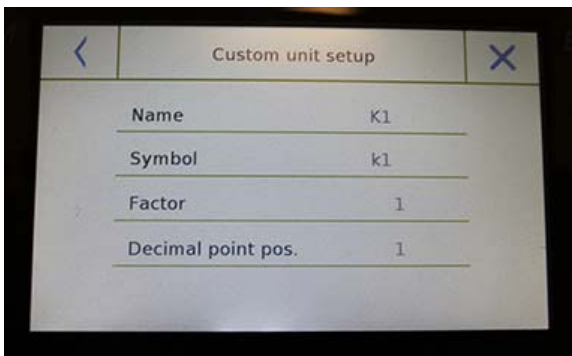 Custom unit setup
Name K1
Symbol k1
Factor 1
Decimal point pos. 1